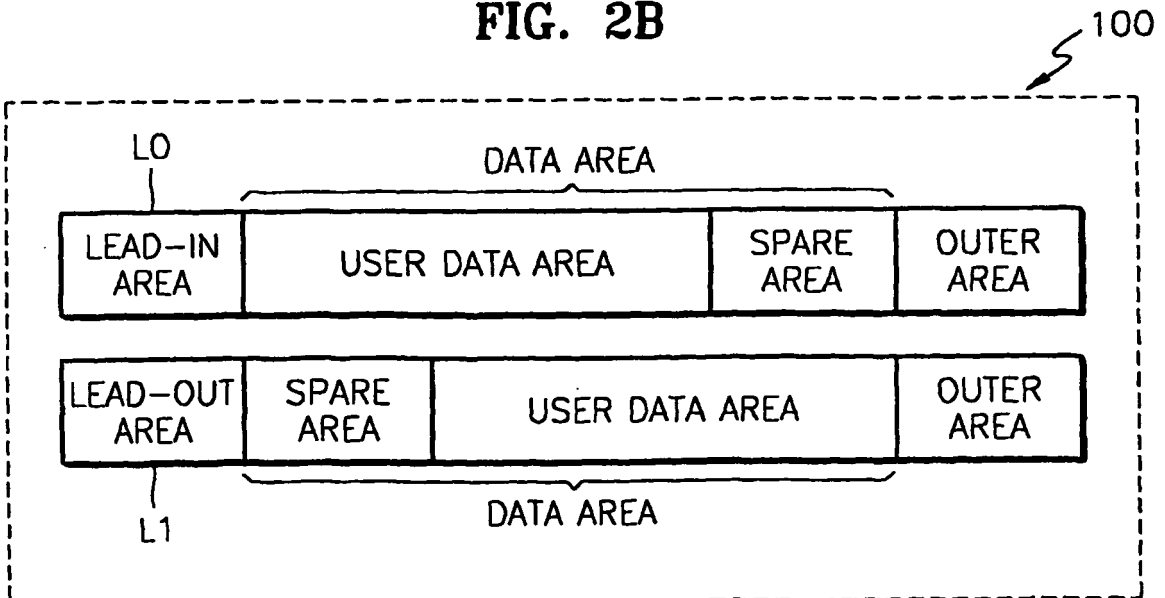 FIG. 2B
100
L0
DATA AREA
LEAD-IN
AREA
USER DATA AREA
SPARE
AREA
OUTER
AREA
LEAD-OUT
AREA
SPARE
AREA
USER DATA AREA
OUTER
AREA
L1
DATA AREA